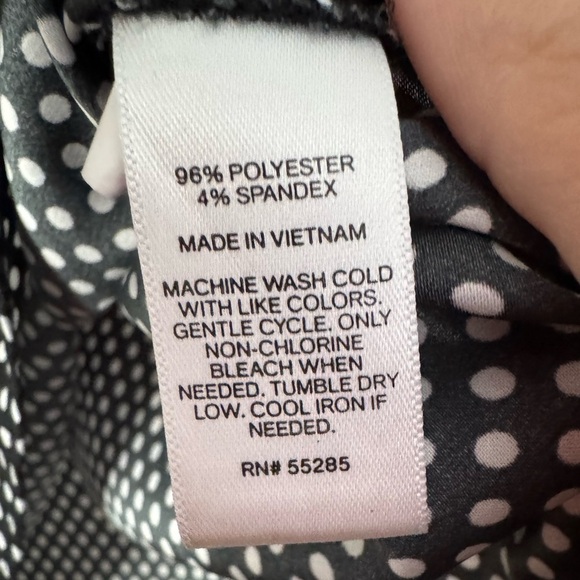 96% POLYESTER
4% SPANDEX
MADE IN VIETNAM
MACHINE WASH COLD
WITH LIKE COLORS.
GENTLE CYCLE. ONLY
NON-CHLORINE
BLEACH WHEN
NEEDED. TUMBLE DRY
LOW. COOL IRON IF
NEEDED.
RN# 55285